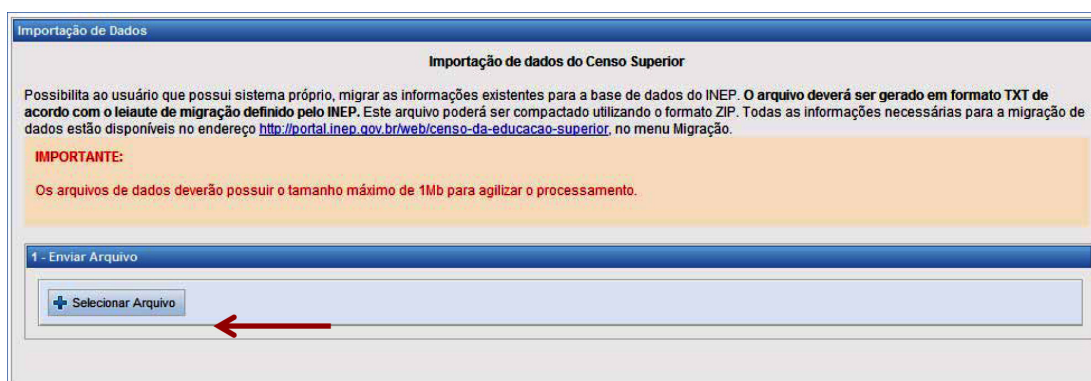 Importação de Dados
Importação de dados do Censo Superior
Possibilita ao usuário que possui sistema próprio, migrar as informações existentes para a base de dados do INEP. O arquivo deverá ser gerado em formato TXT de
acordo com o leiaute de migração definido pelo INEP. Este arquivo poderá ser compactado utilizando o formato ZIP. Todas as informações necessárias para a migração de
dados estão disponíveis no endereço http://portal.inep.gov.br/web/censo-da-educacao-superior, no menu Migração.
IMPORTANTE:
Os arquivos de dados deverão possuir o tamanho máximo de 1Mb para agilizar o processamento.
1 - Enviar Arquivo
Selecionar Arquivo